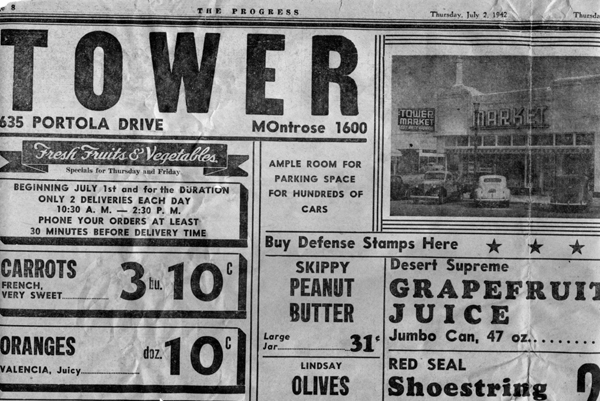 8
THE PROGRESS
Thursday, July 2, 1942
Thursda
TOWER
635 PORTOLA DRIVE
MOntrose 1600
TOWER
MARKET
MARKET
Fresh Fruits & Vegetables
Specials for Thursday and Friday
BEGINNING JULY 1st and for the DURATION
ONLY 2 DELIVERIES EACH DAY
10:30 A. M. — 2:30 P. M.
PHONE YOUR ORDERS AT LEAST
30 MINUTES BEFORE DELIVERY TIME
CARROTS
FRENCH,
VERY SWEET
3 bu. 10¢
ORANGES
VALENCIA, Juicy
doz. 10¢
AMPLE ROOM FOR
PARKING SPACE
FOR HUNDREDS OF
CARS
Buy Defense Stamps Here ★ ★ ★
SKIPPY
PEANUT
BUTTER
Large
Jar 31¢
LINDSAY
OLIVES
Desert Supreme
GRAPEFRUIT
JUICE
Jumbo Can, 47 oz.
RED SEAL
Shoestring